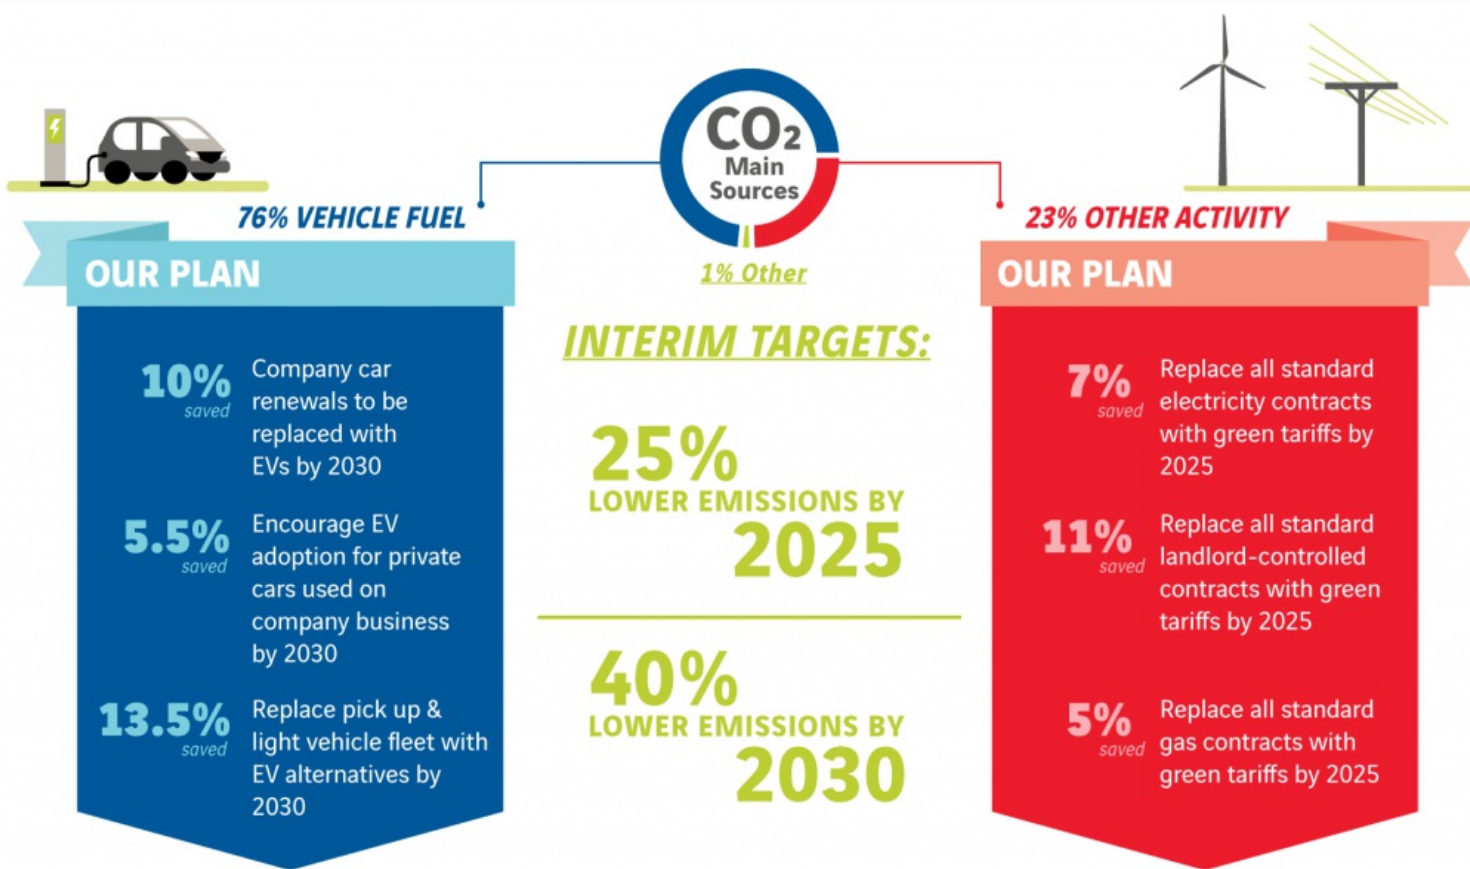 CO2
Main
Sources
76% VEHICLE FUEL
OUR PLAN
10%
saved
Company car
renewals to be
replaced with
EVs by 2030
5.5%
saved
Encourage EV
adoption for private
cars used on
company business
by 2030
13.5%
saved
Replace pick up &
light vehicle fleet with
EV alternatives by
2030
1% Other
INTERIM TARGETS:
25%
LOWER EMISSIONS BY
2025
40%
LOWER EMISSIONS BY
2030
23% OTHER ACTIVITY
OUR PLAN
7%
saved
Replace all standard
electricity contracts
with green tariffs by
2025
11%
saved
Replace all standard
landlord-controlled
contracts with green
tariffs by 2025
5%
saved
Replace all standard
gas contracts with
green tariffs by 2025